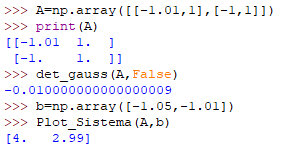 >>> A=np.array([[-1.01,1],[-1,1]])
>>> print(A)
[[-1.01  1.  ]
 [-1.    1.  ]]
>>> det_gauss(A,False)
-0.010000000000000009
>>> b=np.array([-1.05,-1.01])
>>> Plot_Sistema(A,b)
[4.   2.99]